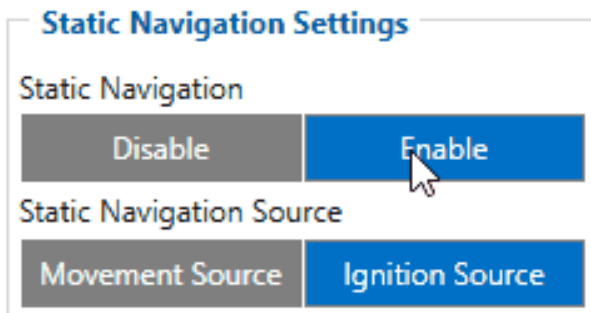 Static Navigation Settings
Static Navigation
Disable Enable
Static Navigation Source
Movement Source Ignition Source